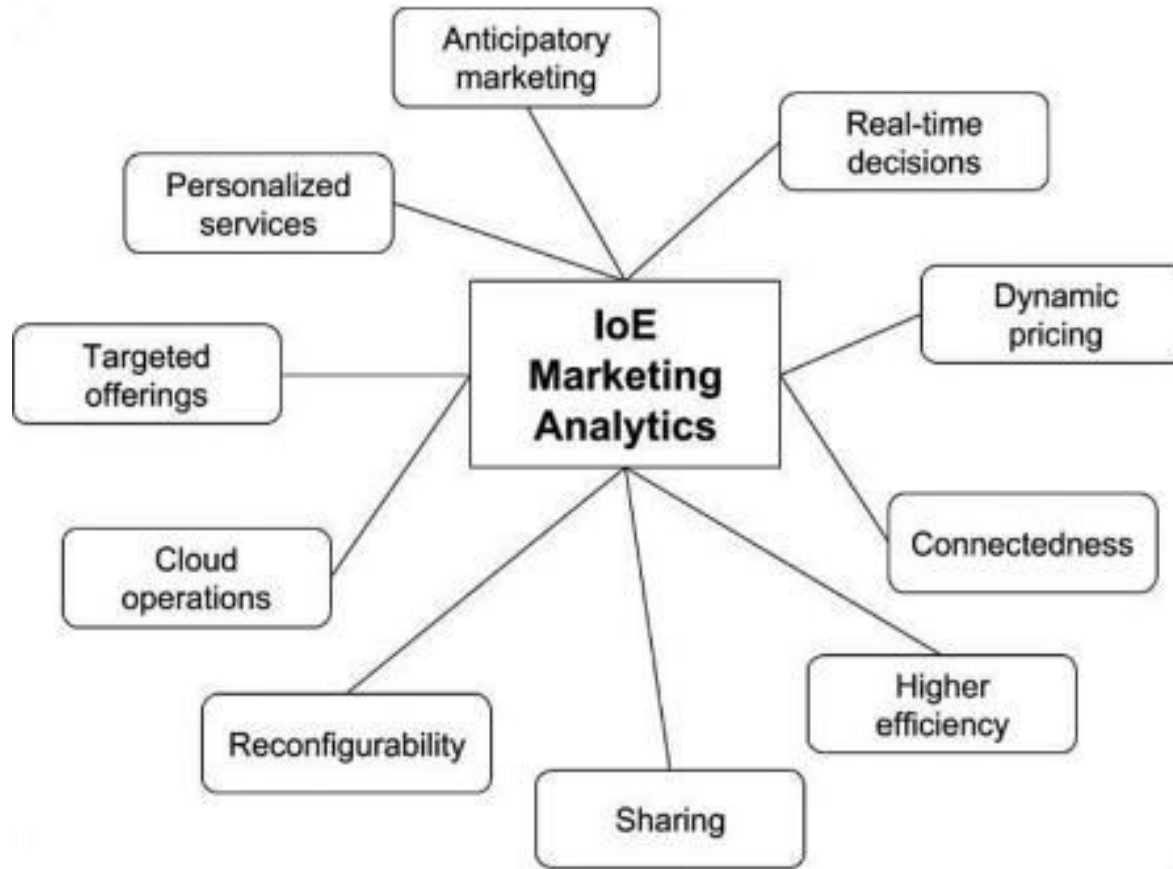 Anticipatory
marketing
Real-time
decisions
Personalized
services
Dynamic
pricing
IoE
Marketing
Analytics
Targeted
offerings
Connectedness
Cloud
operations
Higher
efficiency
Reconfigurability
Sharing